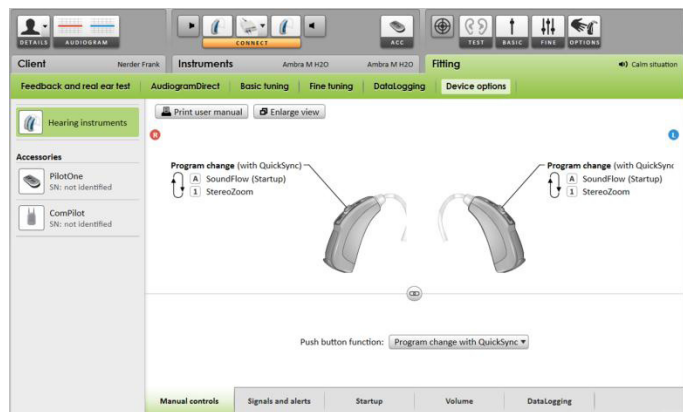 DETAILS AUDIOGRAM CONNECT ACC TEST BASIC FINE OPTIONS
Client Nerder Frank Instruments Ambra M H2O Ambra M H2O Fitting Calm situation
Feedback and real ear test AudiogramDirect Basic tuning Fine tuning DataLogging Device options
Hearing instruments
Print user manual Enlarge view
R L
Accessories
PilotOne
SN: not identified
ComPilot
SN: not identified
Program change (with QuickSync)
A SoundFlow (Startup)
1 StereoZoom
Program change (with QuickSync
A SoundFlow (Startup)
1 StereoZoom
Push button function: Program change with QuickSync
Manual controls Signals and alerts Startup Volume DataLogging